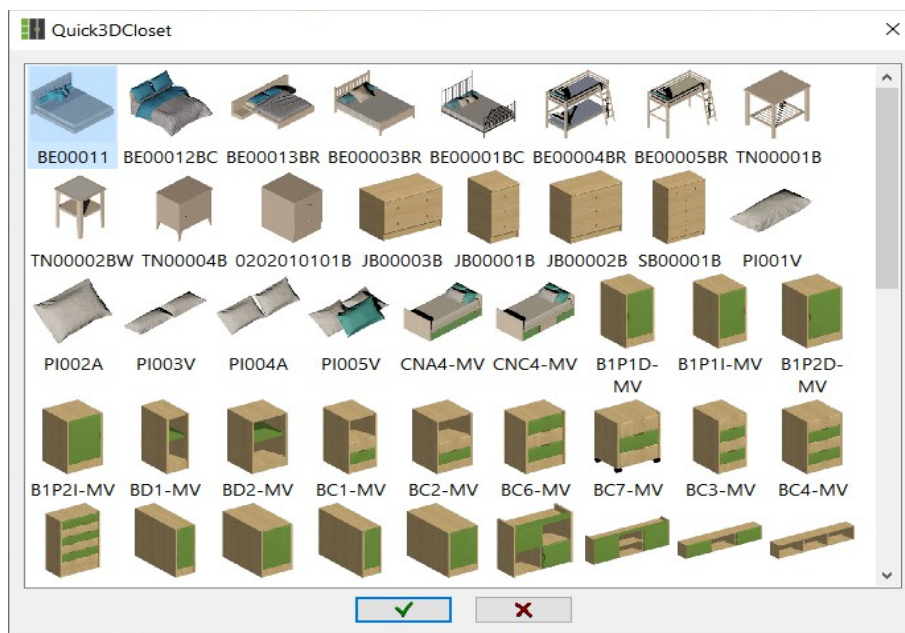 Quick3DCloset
BE00011 BE00012BC BE00013BR BE00003BR BE00001BC BE00004BR BE00005BR TN00001B
TN00002BW TN00004B 0202010101B JB00003B JB00001B JB00002B SB00001B PI001V
PI002A PI003V PI004A PI005V CNA4-MV CNC4-MV B1P1D-MV B1P1I-MV B1P2D-MV
B1P2I-MV BD1-MV BD2-MV BC1-MV BC2-MV BC6-MV BC7-MV BC3-MV BC4-MV